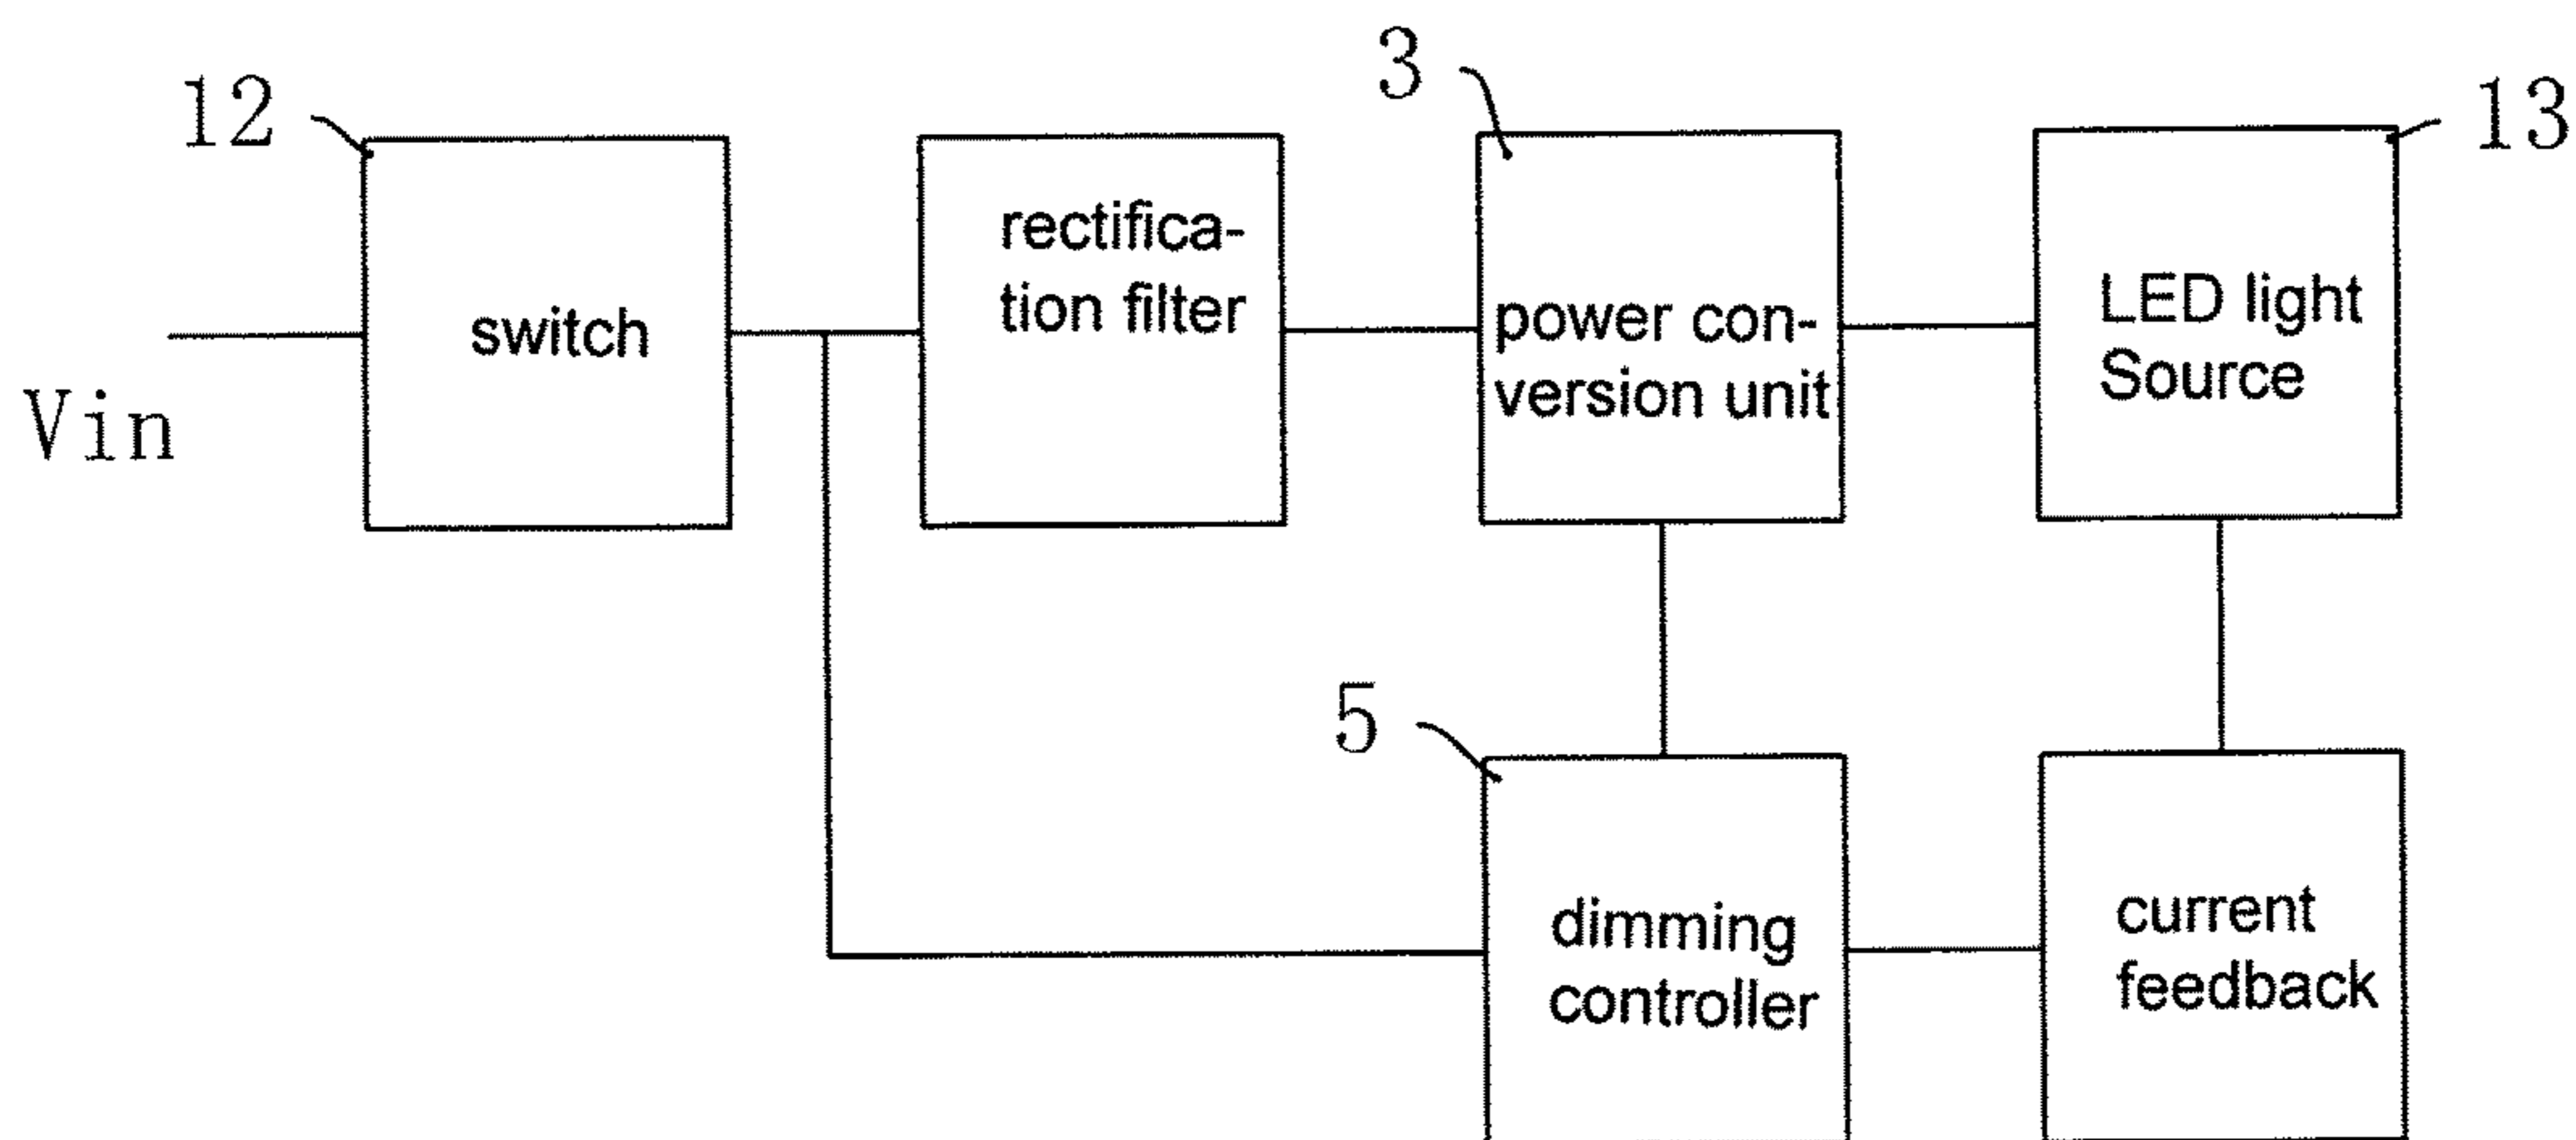 12
3
13
Vin
switch
rectifica-
tion filter
power con-
version unit
LED light
Source
5
dimming
controller
current
feedback